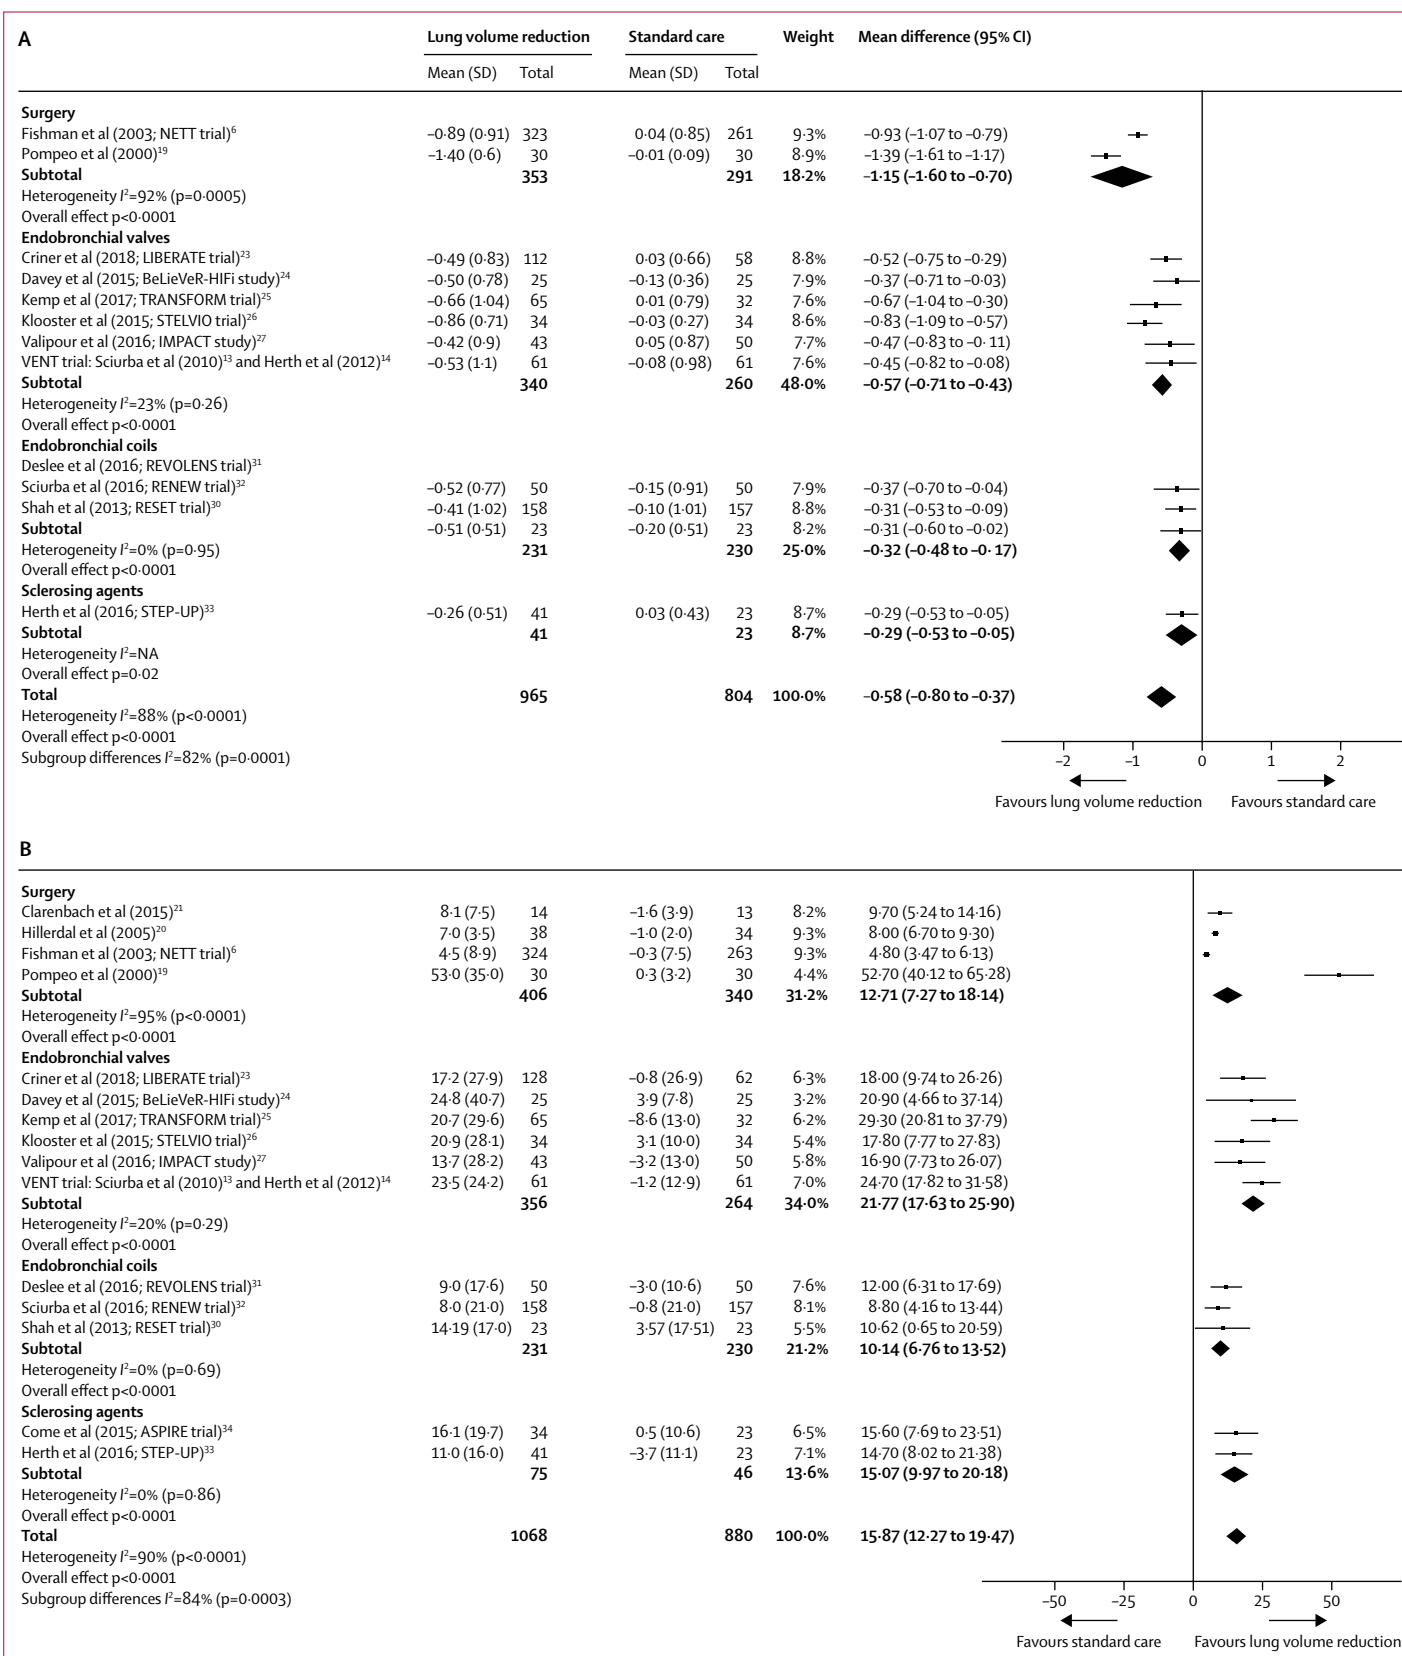 A
Lung volume reduction Standard care Weight Mean difference (95% CI)
Mean (SD) Total Mean (SD) Total
Surgery
Fishman et al (2003; NETT trial)6 –0·89 (0·91) 323 0·04 (0·85) 261 9·3% –0·93 (–1·07 to –0·79)
Pompeo et al (2000)19 –1·40 (0·6) 30 –0·01 (0·09) 30 8·9% –1·39 (–1·61 to –1·17)
Subtotal 353 291 18·2% –1·15 (–1·60 to –0·70)
Heterogeneity I2=92% (p=0·0005)
Overall effect p<0·0001
Endobronchial valves
Criner et al (2018; LIBERATE trial)23 –0·49 (0·83) 112 0·03 (0·66) 58 8·8% –0·52 (–0·75 to –0·29)
Davey et al (2015; BeLieVeR-HIFi study)24 –0·50 (0·78) 25 –0·13 (0·36) 25 7·9% –0·37 (–0·71 to –0·03)
Kemp et al (2017; TRANSFORM trial)25 –0·66 (1·04) 65 0·01 (0·79) 32 7·6% –0·67 (–1·04 to –0·30)
Klooster et al (2015; STELVIO trial)26 –0·86 (0·71) 34 –0·03 (0·27) 34 8·6% –0·83 (–1·09 to –0·57)
Valipour et al (2016; IMPACT study)27 –0·42 (0·9) 43 0·05 (0·87) 50 7·7% –0·47 (–0·83 to –0·11)
VENT trial: Sciurba et al (2010)13 and Herth et al (2012)14 –0·53 (1·1) 61 –0·08 (0·98) 61 7·6% –0·45 (–0·82 to –0·08)
Subtotal 340 260 48·0% –0·57 (–0·71 to –0·43)
Heterogeneity I2=23% (p=0·26)
Overall effect p<0·0001
Endobronchial coils
Deslee et al (2016; REVOLENS trial)31
Sciurba et al (2016; RENEW trial)32 –0·52 (0·77) 50 –0·15 (0·91) 50 7·9% –0·37 (–0·70 to –0·04)
Shah et al (2013; RESET trial)30 –0·41 (1·02) 158 –0·10 (1·01) 157 8·8% –0·31 (–0·53 to –0·09)
Subtotal –0·51 (0·51) 23 –0·20 (0·51) 23 8·2% –0·31 (–0·60 to –0·02)
Heterogeneity I2=0% (p=0·95) 231 230 25·0% –0·32 (–0·48 to –0·17)
Overall effect p<0·0001
Sclerosing agents
Herth et al (2016; STEP-UP)33 –0·26 (0·51) 41 0·03 (0·43) 23 8·7% –0·29 (–0·53 to –0·05)
Subtotal 41 23 8·7% –0·29 (–0·53 to –0·05)
Heterogeneity I2=NA
Overall effect p=0·02
Total 965 804 100·0% –0·58 (–0·80 to –0·37)
Heterogeneity I2=88% (p<0·0001)
Overall effect p<0·0001
Subgroup differences I2=82% (p=0·0001)
–2 –1 0 1 2
Favours lung volume reduction Favours standard care
B
Surgery
Clarenbach et al (2015)21 8·1 (7·5) 14 –1·6 (3·9) 13 8·2% 9·70 (5·24 to 14·16)
Hillerdal et al (2005)20 7·0 (3·5) 38 –1·0 (2·0) 34 9·3% 8·00 (6·70 to 9·30)
Fishman et al (2003; NETT trial)6 4·5 (8·9) 324 –0·3 (7·5) 263 9·3% 4·80 (3·47 to 6·13)
Pompeo et al (2000)19 53·0 (35·0) 30 0·3 (3·2) 30 4·4% 52·70 (40·12 to 65·28)
Subtotal 406 340 31·2% 12·71 (7·27 to 18·14)
Heterogeneity I2=95% (p<0·0001)
Overall effect p<0·0001
Endobronchial valves
Criner et al (2018; LIBERATE trial)23 17·2 (27·9) 128 –0·8 (26·9) 62 6·3% 18·00 (9·74 to 26·26)
Davey et al (2015; BeLieVeR-HIFi study)24 24·8 (40·7) 25 3·9 (7·8) 25 3·2% 20·90 (4·66 to 37·14)
Kemp et al (2017; TRANSFORM trial)25 20·7 (29·6) 65 –8·6 (13·0) 32 6·2% 29·30 (20·81 to 37·79)
Klooster et al (2015; STELVIO trial)26 20·9 (28·1) 34 3·1 (10·0) 34 5·4% 17·80 (7·77 to 27·83)
Valipour et al (2016; IMPACT study)27 13·7 (28·2) 43 –3·2 (13·0) 50 5·8% 16·90 (7·73 to 26·07)
VENT trial: Sciurba et al (2010)13 and Herth et al (2012)14 23·5 (24·2) 61 –1·2 (12·9) 61 7·0% 24·70 (17·82 to 31·58)
Subtotal 356 264 34·0% 21·77 (17·63 to 25·90)
Heterogeneity I2=20% (p=0·29)
Overall effect p<0·0001
Endobronchial coils
Deslee et al (2016; REVOLENS trial)31 9·0 (17·6) 50 –3·0 (10·6) 50 7·6% 12·00 (6·31 to 17·69)
Sciurba et al (2016; RENEW trial)32 8·0 (21·0) 158 –0·8 (21·0) 157 8·1% 8·80 (4·16 to 13·44)
Shah et al (2013; RESET trial)30 14·19 (17·0) 23 3·57 (17·51) 23 5·5% 10·62 (0·65 to 20·59)
Subtotal 231 230 21·2% 10·14 (6·76 to 13·52)
Heterogeneity I2=0% (p=0·69)
Overall effect p<0·0001
Sclerosing agents
Come et al (2015; ASPIRE trial)34 16·1 (19·7) 34 0·5 (10·6) 23 6·5% 15·60 (7·69 to 23·51)
Herth et al (2016; STEP-UP)33 11·0 (16·0) 41 –3·7 (11·1) 23 7·1% 14·70 (8·02 to 21·38)
Subtotal 75 46 13·6% 15·07 (9·97 to 20·18)
Heterogeneity I2=0% (p=0·86)
Overall effect p<0·0001
Total 1068 880 100·0% 15·87 (12·27 to 19·47)
Heterogeneity I2=90% (p<0·0001)
Overall effect p<0·0001
Subgroup differences I2=84% (p=0·0003)
–50 –25 0 25 50
Favours standard care Favours lung volume reduction